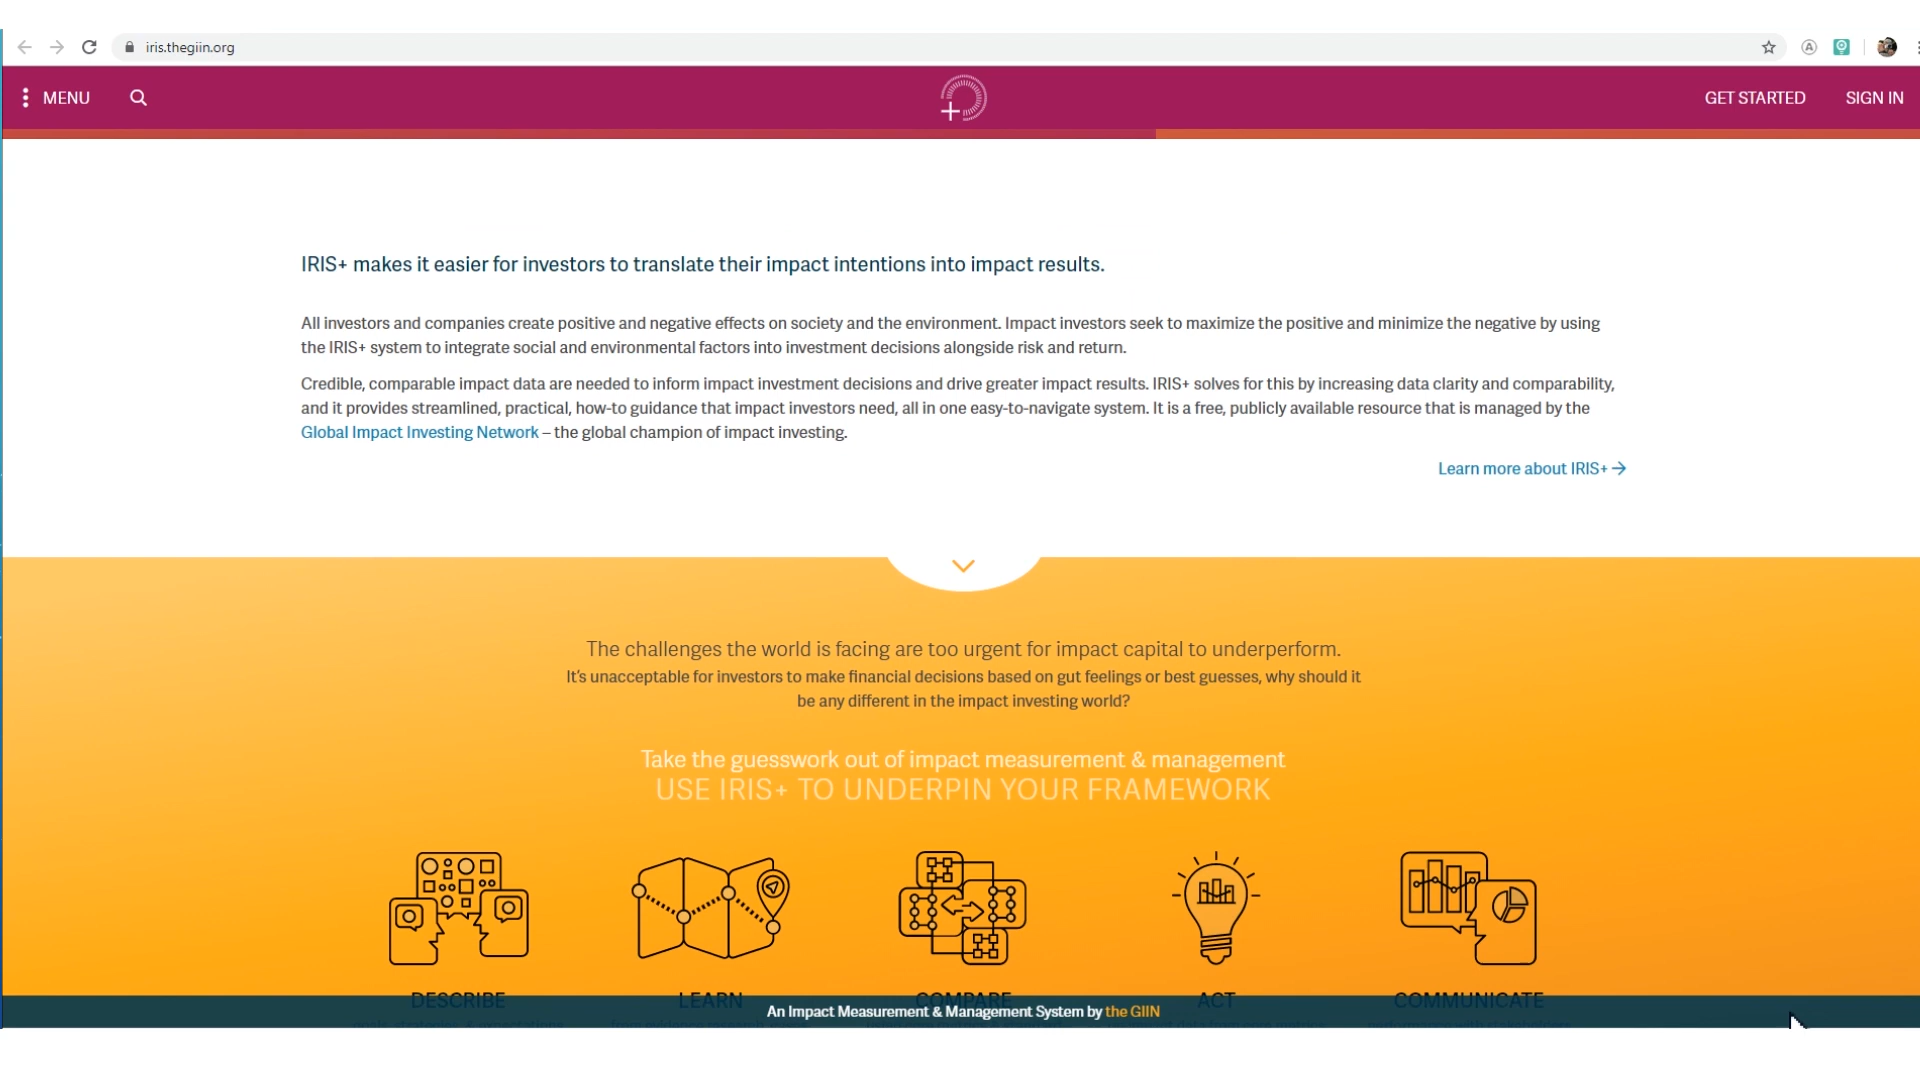 iris.thegiin.org
MENU
GET STARTED
SIGN IN
IRIS+ makes it easier for investors to translate their impact intentions into impact results.
All investors and companies create positive and negative effects on society and the environment. Impact investors seek to maximize the positive and minimize the negative by using
the IRIS+ system to integrate social and environmental factors into investment decisions alongside risk and return.
Credible, comparable impact data are needed to inform impact investment decisions and drive greater impact results. IRIS+ solves for this by increasing data clarity and comparability,
and it provides streamlined, practical, how-to guidance that impact investors need, all in one easy-to-navigate system. It is a free, publicly available resource that is managed by the
Global Impact Investing Network – the global champion of impact investing.
Learn more about IRIS+
The challenges the world is facing are too urgent for impact capital to underperform.
It's unacceptable for investors to make financial decisions based on gut feelings or best guesses, why should it
be any different in the impact investing world?
Take the guesswork out of impact measurement & management
USE IRIS+ TO UNDERPIN YOUR FRAMEWORK
DESCRIBE LEARN COMPARE ACT COMMUNICATE
An Impact Measurement & Management System by the GIIN